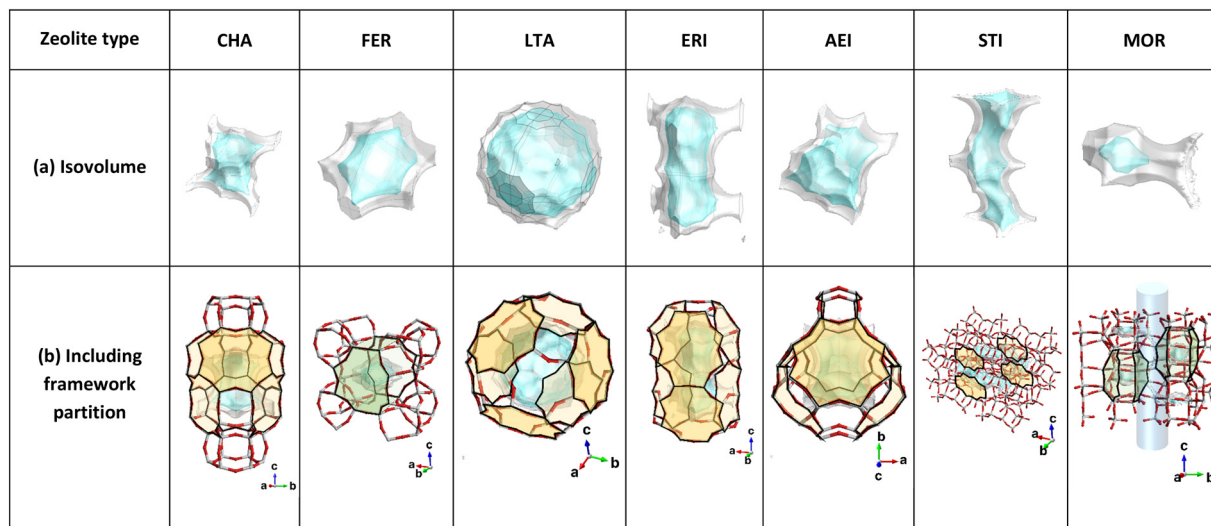 Zeolite type CHA FER LTA ERI AEI STI MOR
(a) Isovolume
(b) Including
framework
partition
c a b
c a b
c a b
c a b
b a c
c a b
c a b